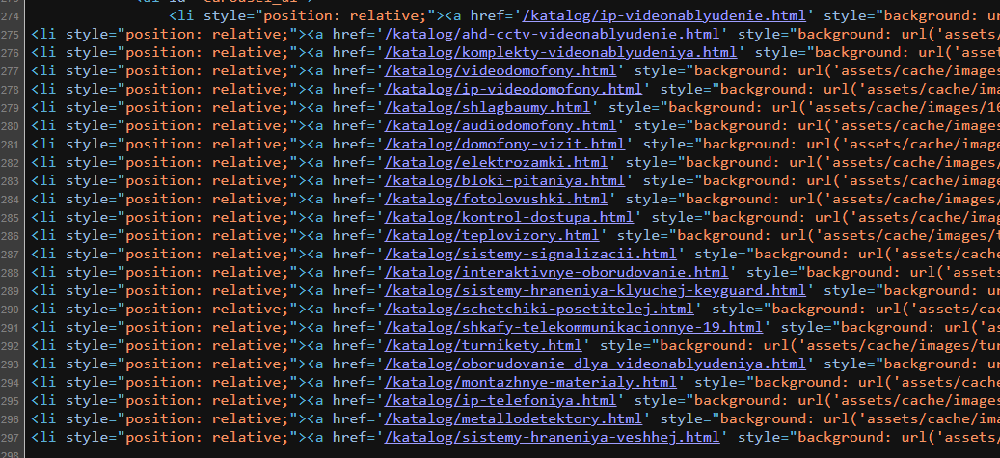 273 <ul id="carousel_ul">
274 <li style="position: relative;"><a href='/katalog/ip-videonablyudenie.html' style="background: ur
275 <li style="position: relative;"><a href='/katalog/ahd-cctv-videonablyudenie.html' style="background: url('assets/
276 <li style="position: relative;"><a href='/katalog/komplekty-videonablyudeniya.html' style="background: url('asset
277 <li style="position: relative;"><a href='/katalog/videodomofony.html' style="background: url('assets/cache/images
278 <li style="position: relative;"><a href='/katalog/ip-videodomofony.html' style="background: url('assets/cache/ima
279 <li style="position: relative;"><a href='/katalog/shlagbaumy.html' style="background: url('assets/cache/images/16
280 <li style="position: relative;"><a href='/katalog/audiodomofony.html' style="background: url('assets/cache/images
281 <li style="position: relative;"><a href='/katalog/domofony-vizit.html' style="background: url('assets/cache/image
282 <li style="position: relative;"><a href='/katalog/elektrozamki.html' style="background: url('assets/cache/images/
283 <li style="position: relative;"><a href='/katalog/bloki-pitaniya.html' style="background: url('assets/cache/image
284 <li style="position: relative;"><a href='/katalog/fotolovushki.html' style="background: url('assets/cache/images/
285 <li style="position: relative;"><a href='/katalog/kontrol-dostupa.html' style="background: url('assets/cache/imag
286 <li style="position: relative;"><a href='/katalog/teplovizory.html' style="background: url('assets/cache/images/t
287 <li style="position: relative;"><a href='/katalog/sistemy-signalizacii.html' style="background: url('assets/cache
288 <li style="position: relative;"><a href='/katalog/interaktivnye-oborudovanie.html' style="background: url('assets
289 <li style="position: relative;"><a href='/katalog/sistemy-hraneniya-klyuchej-keyguard.html' style="background: ur
290 <li style="position: relative;"><a href='/katalog/schetchiki-posetitelej.html' style="background: url('assets/cac
291 <li style="position: relative;"><a href='/katalog/shkafy-telekommunikacionnye-19.html' style="background: url('as
292 <li style="position: relative;"><a href='/katalog/turnikety.html' style="background: url('assets/cache/images/tur
293 <li style="position: relative;"><a href='/katalog/oborudovanie-dlya-videonablyudeniya.html' style="background: ur
294 <li style="position: relative;"><a href='/katalog/montazhnye-materialy.html' style="background: url('assets/cache
295 <li style="position: relative;"><a href='/katalog/ip-telefoniya.html' style="background: url('assets/cache/images
296 <li style="position: relative;"><a href='/katalog/metallodetektory.html' style="background: url('assets/cache/ima
297 <li style="position: relative;"><a href='/katalog/sistemy-hraneniya-veshhej.html' style="background: url('assets/
298